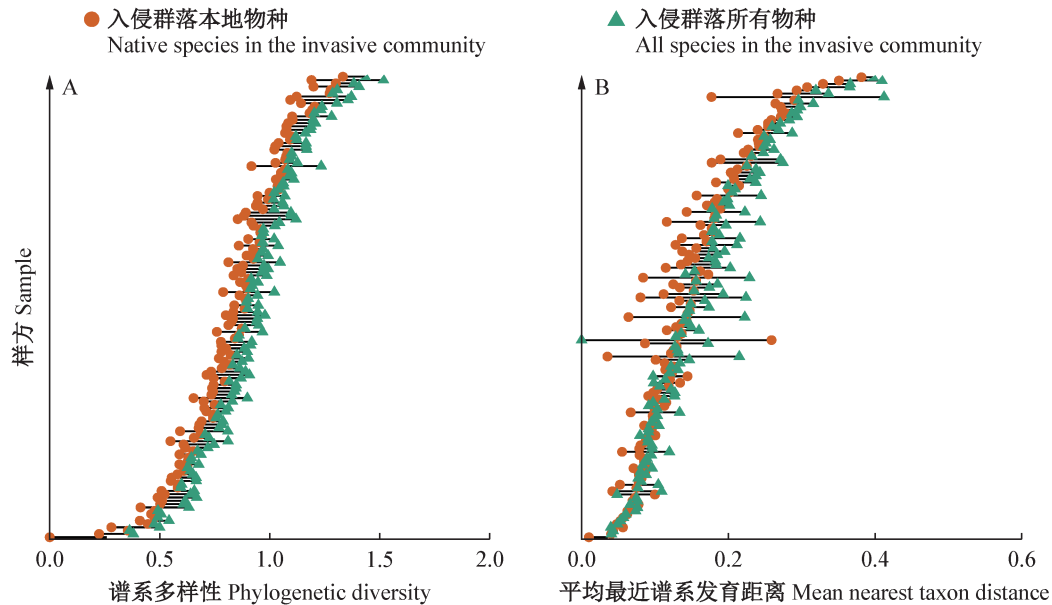 入侵群落本地物种
Native species in the invasive community
入侵群落所有物种
All species in the invasive community
A
样方 Sample
0.0 0.5 1.0 1.5 2.0
谱系多样性 Phylogenetic diversity
B
0.0 0.2 0.4 0.6
平均最近谱系发育距离 Mean nearest taxon distance